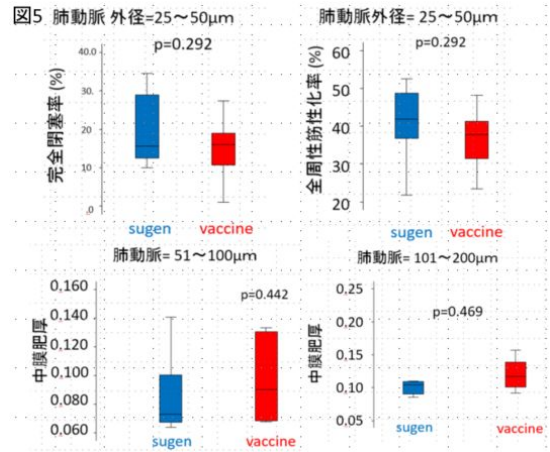 図5 肺動脈 外径=25～50μm
p=0.292
完全閉塞率 (%)
40.0
30.
20
10
.0
sugen vaccine
肺動脈外径= 25～50μm
p=0.292
全周性筋性化率 (%)
60
50
40
30
20
sugen vaccine
肺動脈= 51～100μm
p=0.442
中膜肥厚
0,160
0,140
0,120
0,100
0,080
0,060
sugen vaccine
肺動脈= 101～200μm
p=0.469
中膜肥厚
0,25
0,20
0,15
0,10
0,05
sugen vaccine